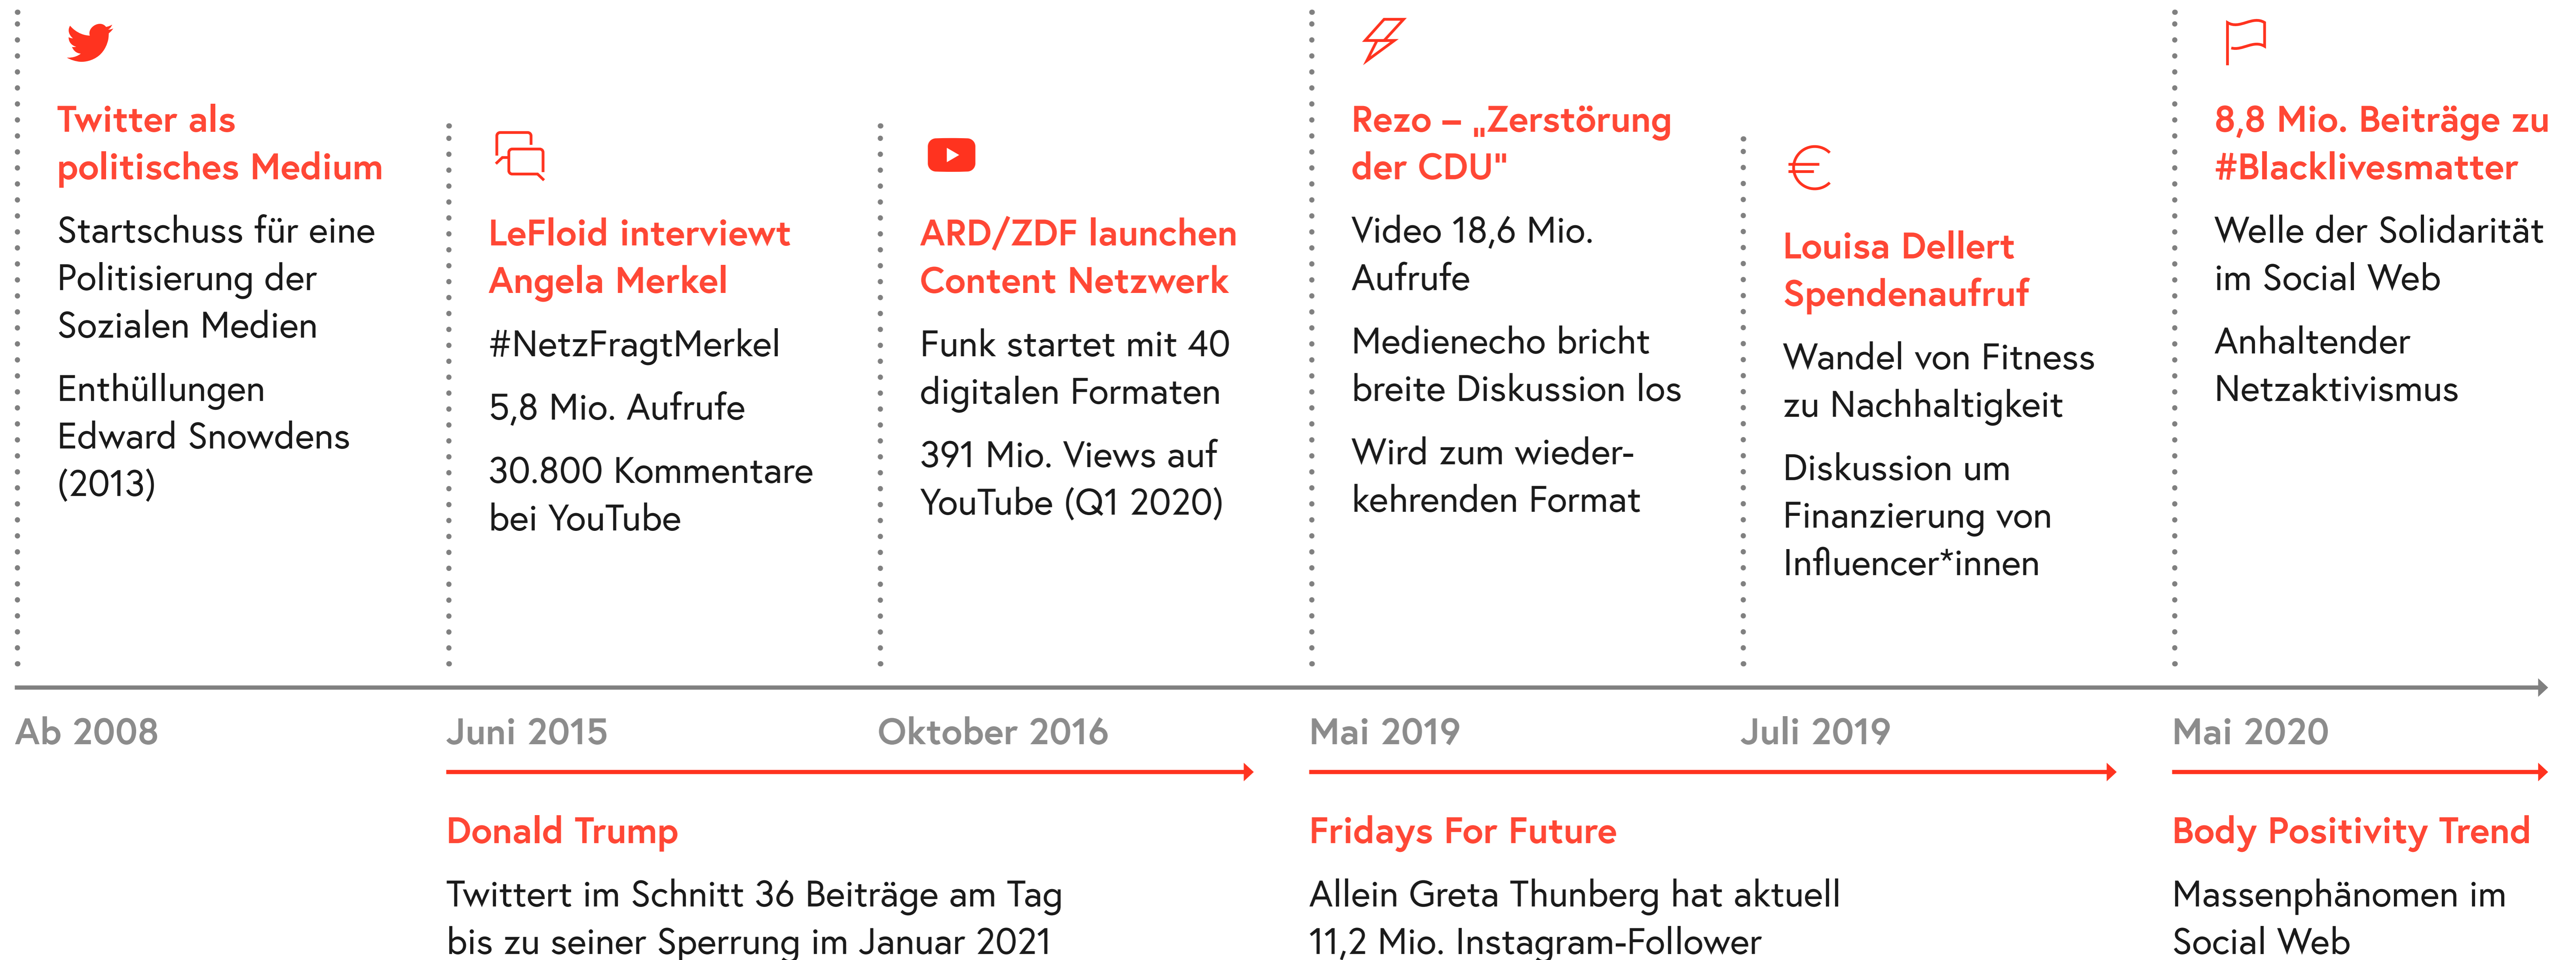 Twitter als
politisches Medium
Startschuss für eine
Politisierung der
Sozialen Medien
Enthüllungen
Edward Snowdens
(2013)
LeFloid interviewt
Angela Merkel
#NetzFragtMerkel
5,8 Mio. Aufrufe
30.800 Kommentare
bei YouTube
ARD/ZDF launchen
Content Netzwerk
Funk startet mit 40
digitalen Formaten
391 Mio. Views auf
YouTube (Q1 2020)
Rezo – „Zerstörung
der CDU"
Video 18,6 Mio.
Aufrufe
Medienecho bricht
breite Diskussion los
Wird zum wieder-
kehrenden Format
€
Louisa Dellert
Spendenaufruf
Wandel von Fitness
zu Nachhaltigkeit
Diskussion um
Finanzierung von
Influencer*innen
8,8 Mio. Beiträge zu
#Blacklivesmatter
Welle der Solidarität
im Social Web
Anhaltender
Netzaktivismus
Ab 2008
Juni 2015
Oktober 2016
Mai 2019
Juli 2019
Mai 2020
Donald Trump
Twittert im Schnitt 36 Beiträge am Tag
bis zu seiner Sperrung im Januar 2021
Fridays For Future
Allein Greta Thunberg hat aktuell
11,2 Mio. Instagram-Follower
Body Positivity Trend
Massenphänomen im
Social Web